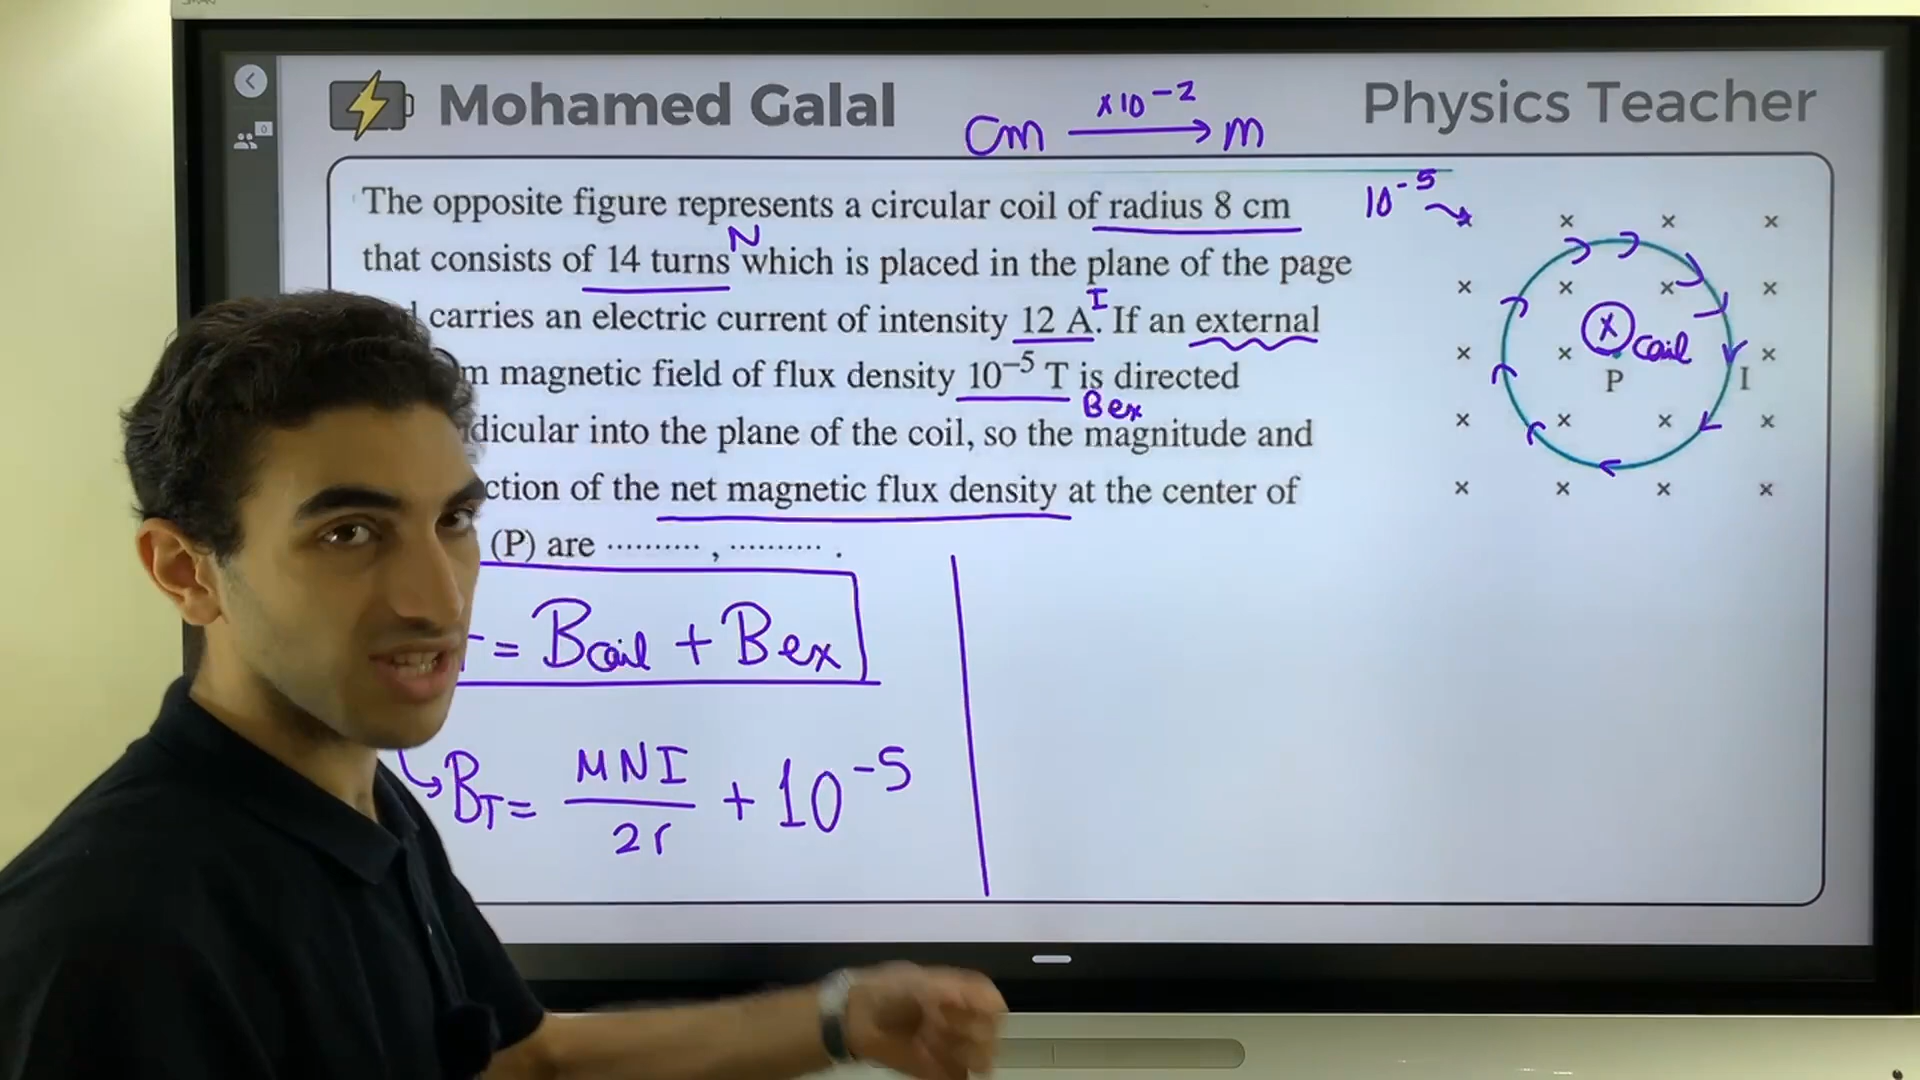 Mohamed Galal
cm ×10⁻² → m
Physics Teacher
The opposite figure represents a circular coil of radius 8 cm
that consists of 14 turns N which is placed in the plane of the page
carries an electric current of intensity 12 A I. If an external
m magnetic field of flux density 10⁻⁵ T is directed
Bex
dicular into the plane of the coil, so the magnitude and
ction of the net magnetic flux density at the center of
(P) are .......... , .......... .
10⁻⁵
× × ×
× × × ×
X coil
× × ×
P I
× × × ×
× × × ×
= Bcoil + Bex
B_T = MNI / 2r + 10⁻⁵
0